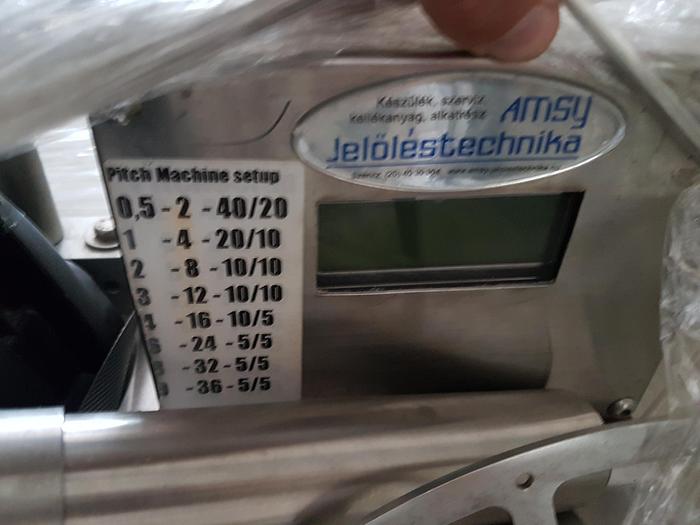 Készülék, szerviz
kellékanyag, alkatrész
AMSY
Jelöléstechnika
Pitch Machine setup
0,5 - 2 - 40/20
1 - 4 - 20/10
2 - 8 - 10/10
3 - 12 - 10/10
- 16 - 10/5
- 24 - 5/5
- 32 - 5/5
- 36 - 5/5